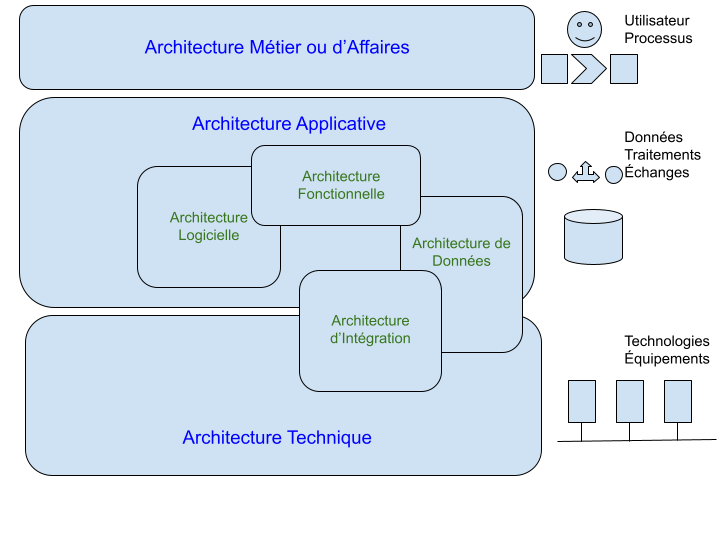 Architecture Métier ou d’Affaires
Utilisateur
Processus
Architecture Applicative
Données
Traitements
Échanges
Architecture
Fonctionnelle
Architecture
Logicielle
Architecture de
Données
Architecture
d’Intégration
Technologies
Équipements
Architecture Technique